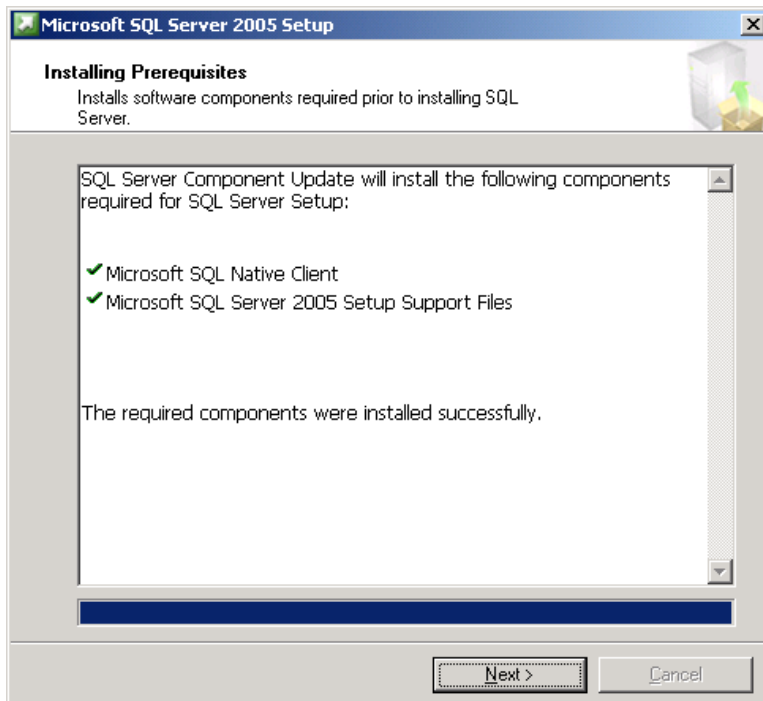 Microsoft SQL Server 2005 Setup
Installing Prerequisites
Installs software components required prior to installing SQL
Server.
SQL Server Component Update will install the following components
required for SQL Server Setup:
Microsoft SQL Native Client
Microsoft SQL Server 2005 Setup Support Files
The required components were installed successfully.
Next >
Cancel